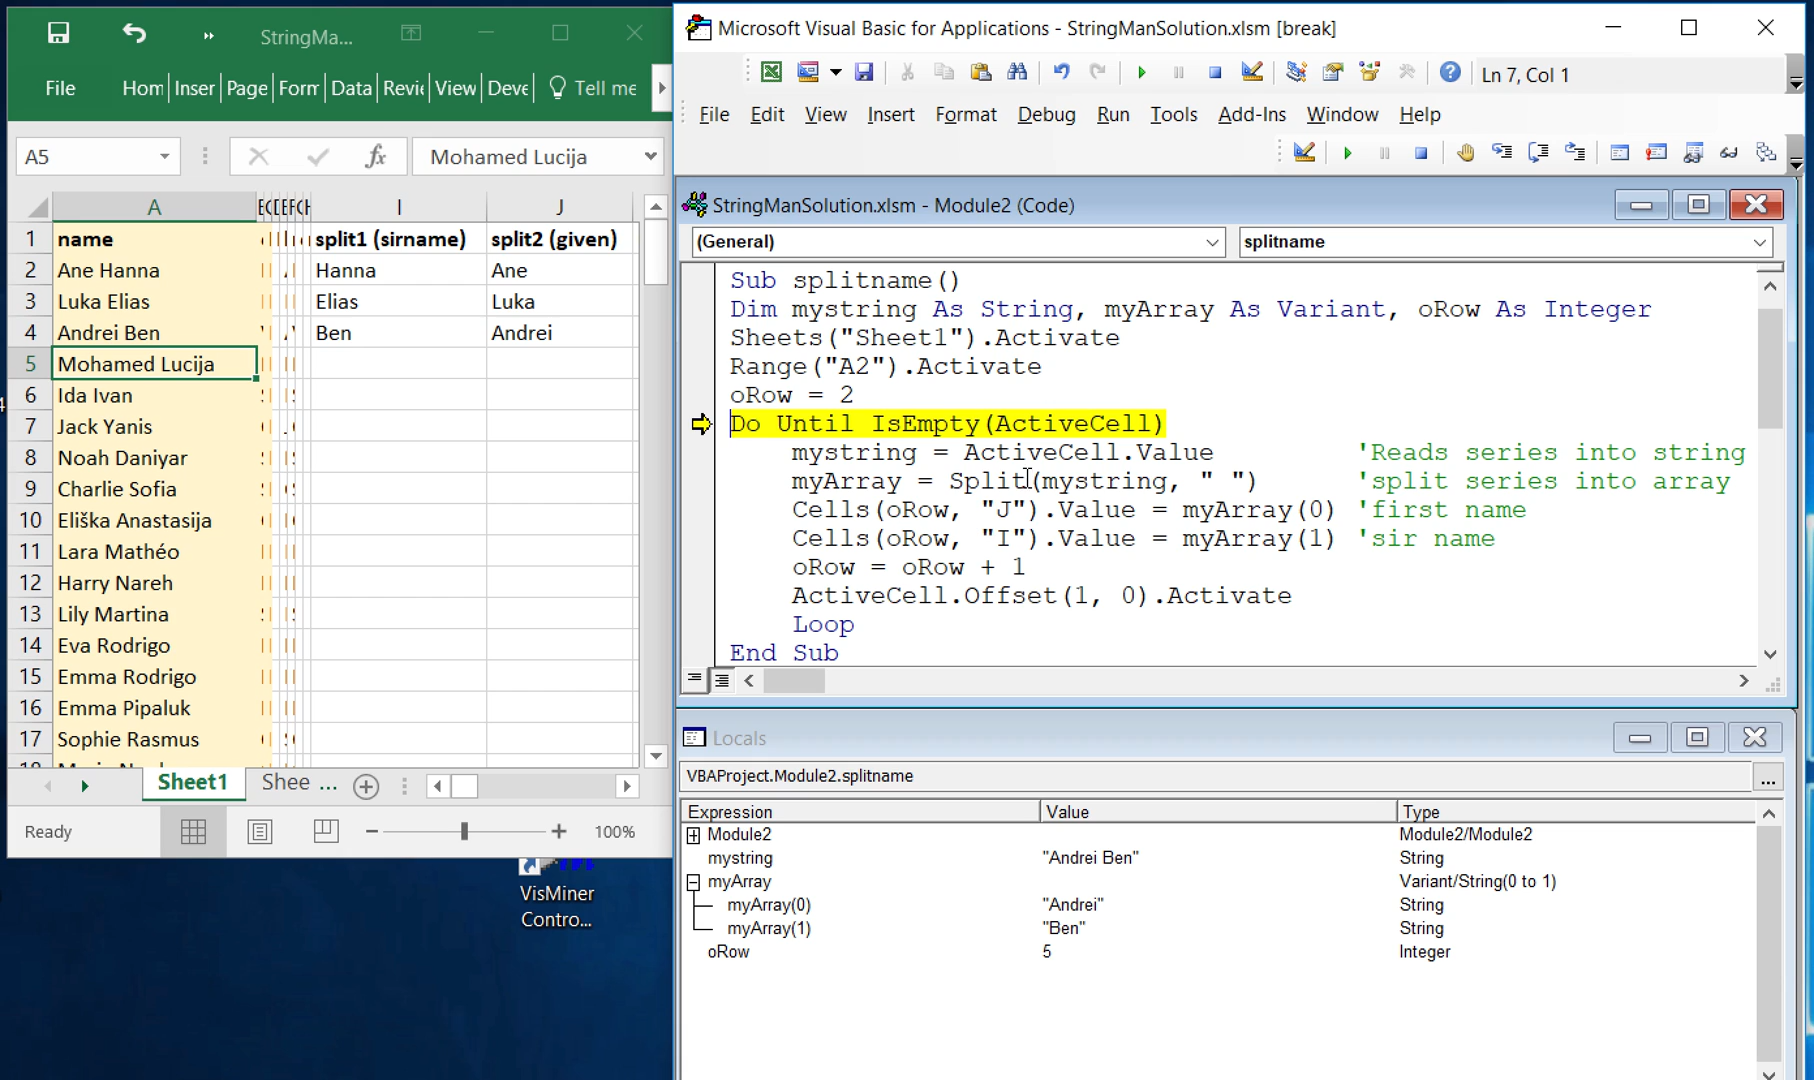 StringMa...
File Hom Inser Page Form Data Revie View Deve Tell me
A5 fx Mohamed Lucija
A I J
1 name split1 (sirname) split2 (given)
2 Ane Hanna Hanna Ane
3 Luka Elias Elias Luka
4 Andrei Ben Ben Andrei
5 Mohamed Lucija
6 Ida Ivan
7 Jack Yanis
8 Noah Daniyar
9 Charlie Sofia
10 Eliška Anastasija
11 Lara Mathéo
12 Harry Nareh
13 Lily Martina
14 Eva Rodrigo
15 Emma Rodrigo
16 Emma Pipaluk
17 Sophie Rasmus
Sheet1 Shee ...
Ready 100%
VisMiner
Contro...
Microsoft Visual Basic for Applications - StringManSolution.xlsm [break]
Ln 7, Col 1
File Edit View Insert Format Debug Run Tools Add-Ins Window Help
StringManSolution.xlsm - Module2 (Code)
(General) splitname
Sub splitname()
Dim mystring As String, myArray As Variant, oRow As Integer
Sheets("Sheet1").Activate
Range("A2").Activate
oRow = 2
Do Until IsEmpty(ActiveCell)
mystring = ActiveCell.Value 'Reads series into string
myArray = Split(mystring, " ") 'split series into array
Cells(oRow, "J").Value = myArray(0) 'first name
Cells(oRow, "I").Value = myArray(1) 'sir name
oRow = oRow + 1
ActiveCell.Offset(1, 0).Activate
Loop
End Sub
Locals
VBAProject.Module2.splitname ...
Expression Value Type
Module2 Module2/Module2
mystring "Andrei Ben" String
myArray Variant/String(0 to 1)
myArray(0) "Andrei" String
myArray(1) "Ben" String
oRow 5 Integer